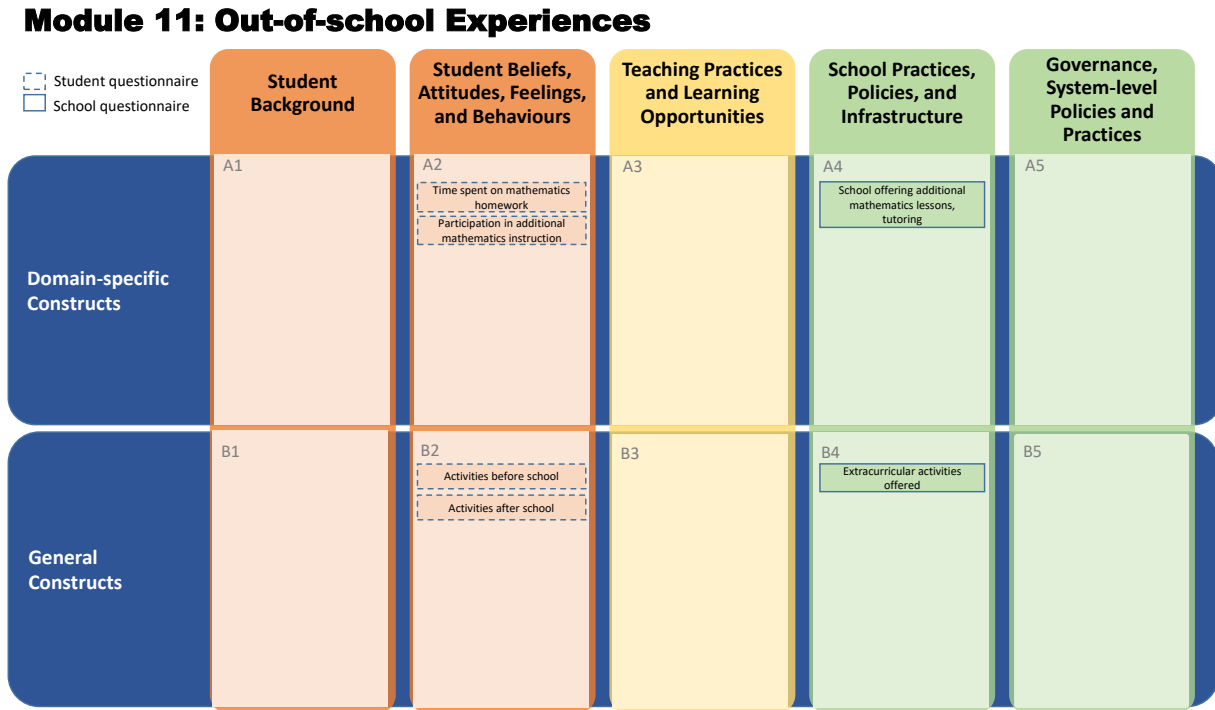 Module 11: Out-of-school Experiences
Student questionnaire
School questionnaire
Student
Background
Student Beliefs,
Attitudes, Feelings,
and Behaviours
Teaching Practices
and Learning
Opportunities
School Practices,
Policies, and
Infrastructure
Governance,
System-level
Policies and
Practices
Domain-specific
Constructs
A1
A2
Time spent on mathematics
homework
Participation in additional
mathematics instruction
A3
A4
School offering additional
mathematics lessons,
tutoring
A5
General
Constructs
B1
B2
Activities before school
Activities after school
B3
B4
Extracurricular activities
offered
B5